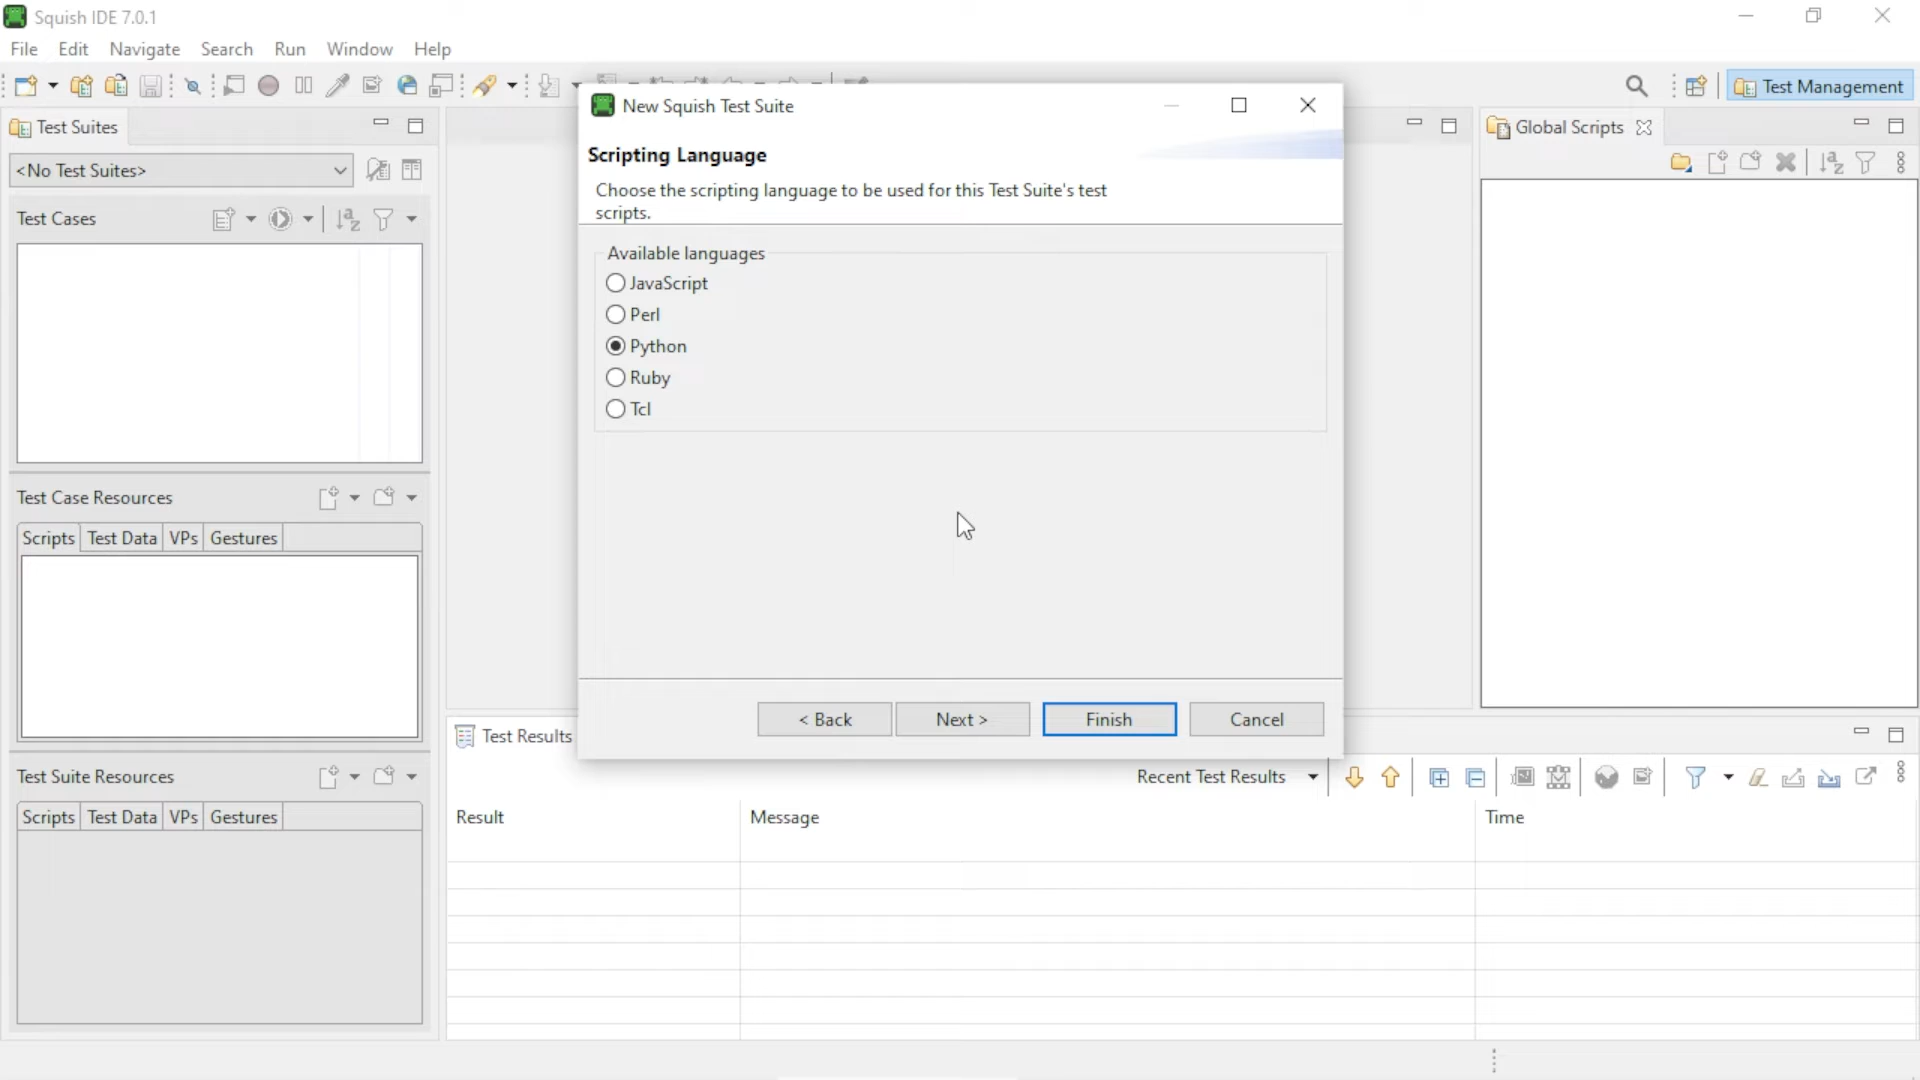 Squish IDE 7.0.1
File Edit Navigate Search Run Window Help
Test Management
Test Suites
<No Test Suites>
Test Cases
Test Case Resources
Scripts Test Data VPs Gestures
Test Suite Resources
Scripts Test Data VPs Gestures
New Squish Test Suite
Scripting Language
Choose the scripting language to be used for this Test Suite's test
scripts.
Available languages
JavaScript
Perl
Python
Ruby
Tcl
< Back Next > Finish Cancel
Global Scripts
Test Results
Recent Test Results
Result Message Time